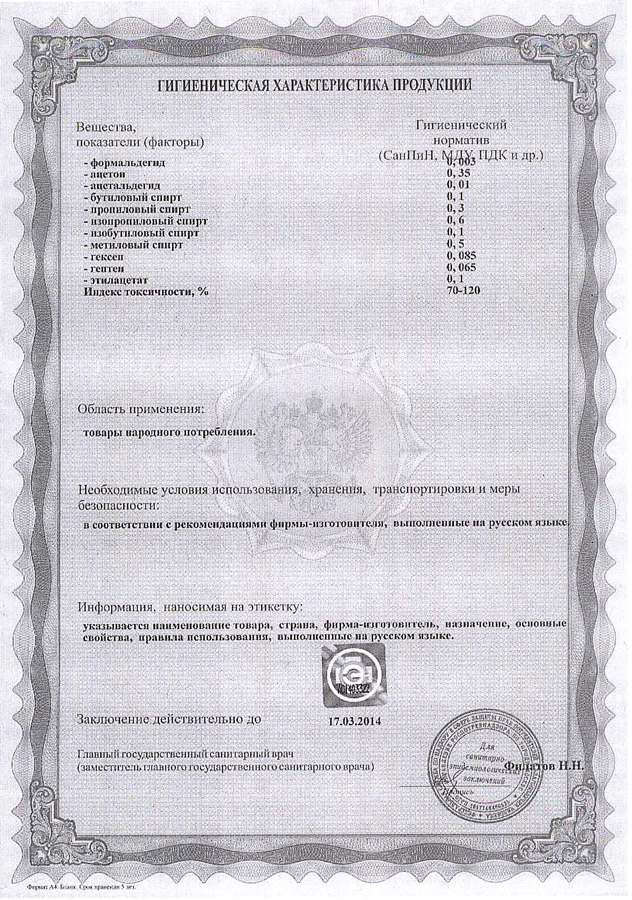 ГИГИЕНИЧЕСКАЯ ХАРАКТЕРИСТИКА ПРОДУКЦИИ
Вещества, показатели (факторы)
Гигиенический норматив (СанПиН, МДУ, ПДК и др.)
- формальдегид 0, 003
- ацетон 0, 35
- ацетальдегид 0, 01
- бутиловый спирт 0, 1
- пропиловый спирт 0, 3
- изопропиловый спирт 0, 6
- изобутиловый спирт 0, 1
- метиловый спирт 0, 5
- гексен 0, 085
- гептен 0, 065
- этилацетат 0, 1
Индекс токсичности, % 70-120
Область применения:
товары народного потребления.
Необходимые условия использования, хранения, транспортировки и меры
безопасности:
в соответствии с рекомендациями фирмы-изготовителя, выполненные на русском языке.
Информация, наносимая на этикетку:
указывается наименование товара, страна, фирма-изготовитель, назначение, основные
свойства, правила использования, выполненные на русском языке.
Заключение действительно до 17.03.2014
Главный государственный санитарный врач
(заместитель главного государственного санитарного врача)
Для
санитарно-
эпидемиологических
заключений
Филатов Н.Н.
Формат А4. Бланк. Срок хранения 5 лет.